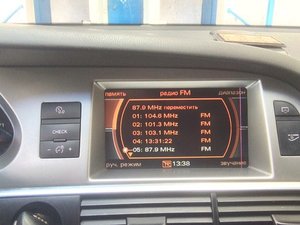 память радио FM диапазон
87.9 MHz переместить
01: 104.6 MHz FM
02: 101.3 MHz FM
03: 103.1 MHz FM
04: 13:31:22 FM
05: 87.9 MHz FM
руч. режим TP 13:38 звучание
CHECK